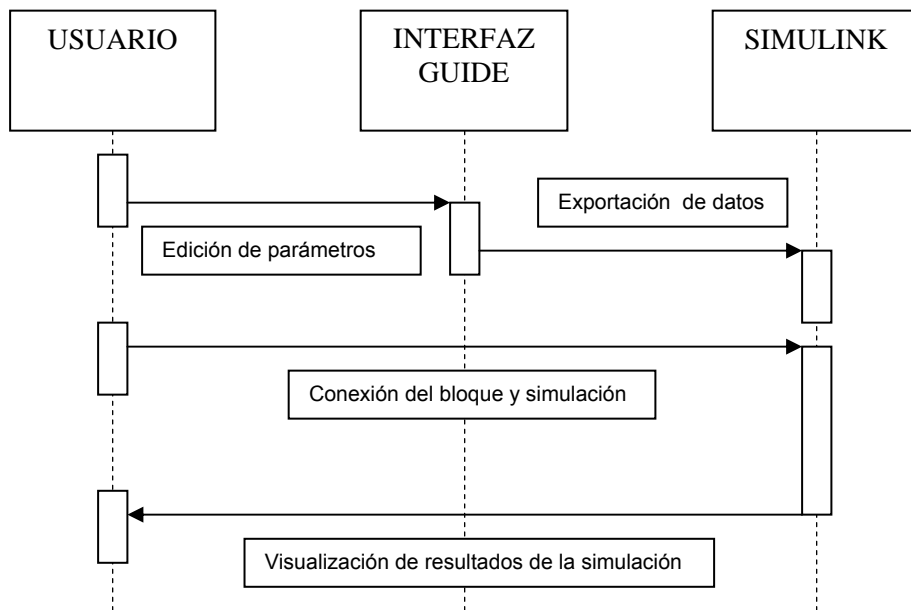 USUARIO
INTERFAZ
GUIDE
SIMULINK
Exportación de datos
Edición de parámetros
Conexión del bloque y simulación
Visualización de resultados de la simulación